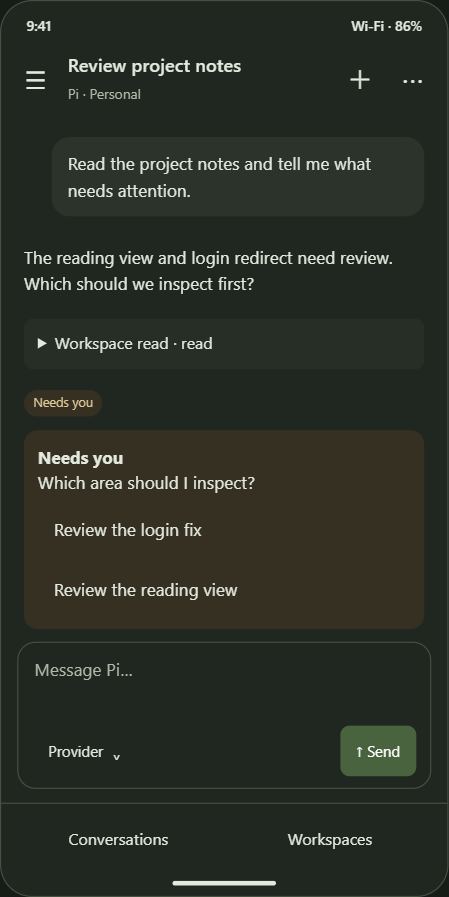 9:41
Wi-Fi · 86%
Review project notes
Pi · Personal
Read the project notes and tell me what
needs attention.
The reading view and login redirect need review.
Which should we inspect first?
▶ Workspace read · read
Needs you
Needs you
Which area should I inspect?
Review the login fix
Review the reading view
Message Pi...
Provider
↑ Send
Conversations
Workspaces